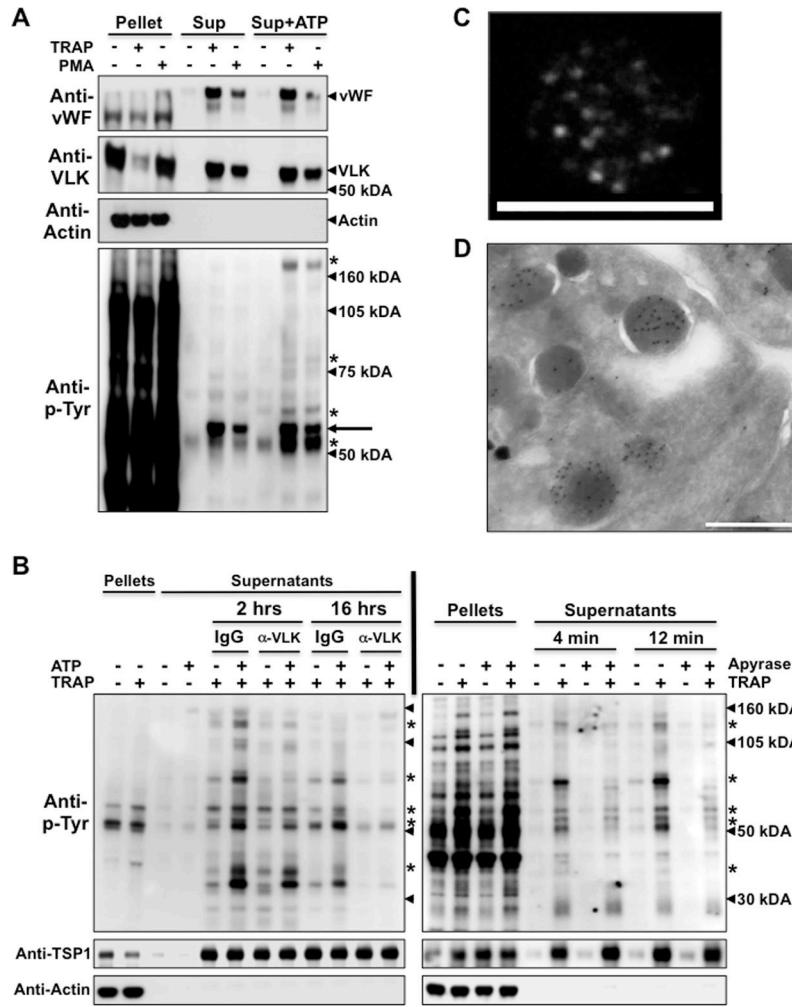 A
Pellet Sup Sup+ATP
TRAP - + - - + - - + -
PMA - - + - - + - - +
Anti-vWF
vWF
Anti-VLK
VLK
50 kDA
Anti-Actin
Actin
Anti-p-Tyr
*
160 kDA
105 kDA
*
75 kDA
*
*
50 kDA
C
D
B
Pellets Supernatants
2 hrs 16 hrs
IgG α-VLK IgG α-VLK
ATP - - - + - + - + - + - +
TRAP - + - - + + + + + + + +
Anti-p-Tyr
*
*
*
*
*
Pellets Supernatants
4 min 12 min
- - + + - - + + - - + + Apyrase
- + - + - + - + - + - + TRAP
160 kDA
*
105 kDA
*
*
*
50 kDA
*
30 kDA
Anti-TSP1
Anti-Actin